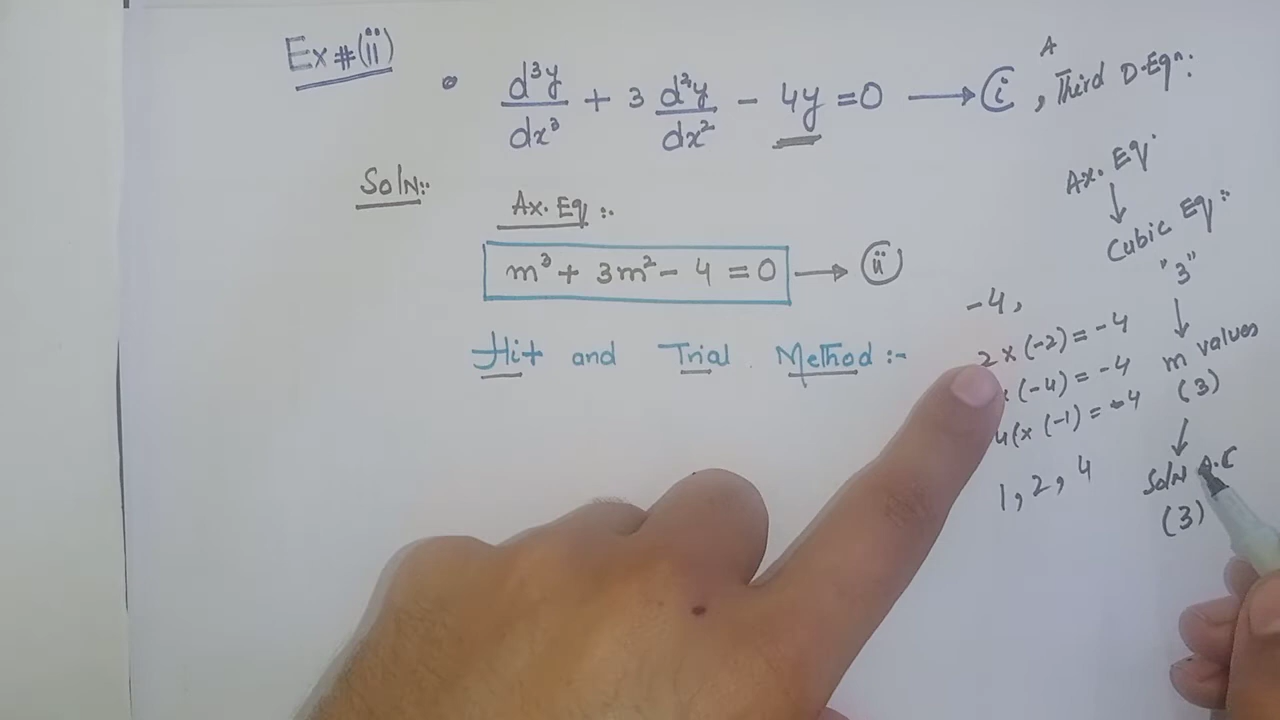 Ex#(ii)
d³y/dx³ + 3 d²y/dx² - 4y = 0 → (i), A Third D.Eqⁿ:
Soln::
Ax. Eq :.
m³ + 3m² - 4 = 0 → (ii)
Hit and Trial Method :-
-4,
2 × (-2) = -4
× (-4) = -4
4(× (-1) = -4
1, 2, 4
Ax. Eq.
↓
Cubic Eq :.
"3"
↓
m values
(3)
↓
Soln
(3)